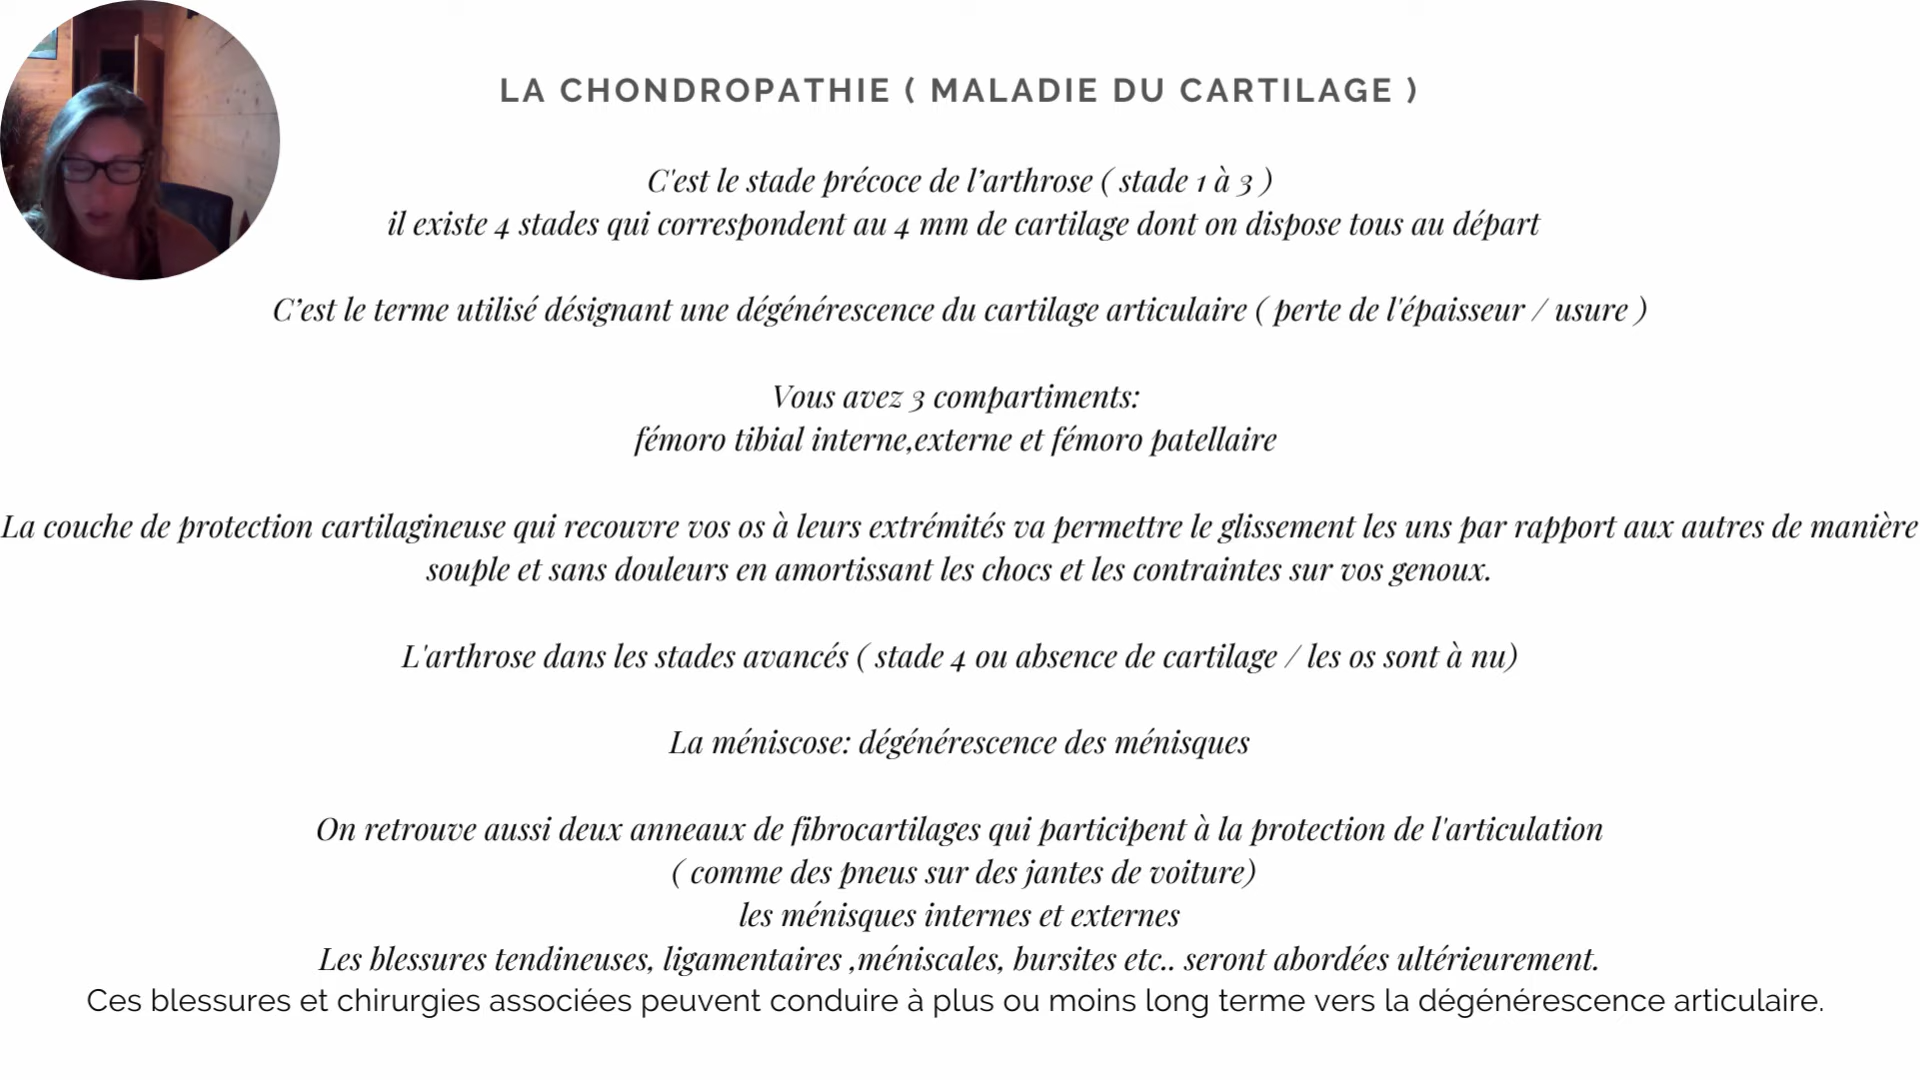 LA CHONDROPATHIE ( MALADIE DU CARTILAGE )
C'est le stade précoce de l’arthrose ( stade 1 à 3 )
il existe 4 stades qui correspondent au 4 mm de cartilage dont on dispose tous au départ
C’est le terme utilisé désignant une dégénérescence du cartilage articulaire ( perte de l'épaisseur / usure )
Vous avez 3 compartiments:
fémoro tibial interne,externe et fémoro patellaire
La couche de protection cartilagineuse qui recouvre vos os à leurs extrémités va permettre le glissement les uns par rapport aux autres de manière
souple et sans douleurs en amortissant les chocs et les contraintes sur vos genoux.
L'arthrose dans les stades avancés ( stade 4 ou absence de cartilage / les os sont à nu)
La méniscose: dégénérescence des ménisques
On retrouve aussi deux anneaux de fibrocartilages qui participent à la protection de l'articulation
( comme des pneus sur des jantes de voiture)
les ménisques internes et externes
Les blessures tendineuses, ligamentaires ,méniscales, bursites etc.. seront abordées ultérieurement.
Ces blessures et chirurgies associées peuvent conduire à plus ou moins long terme vers la dégénérescence articulaire.